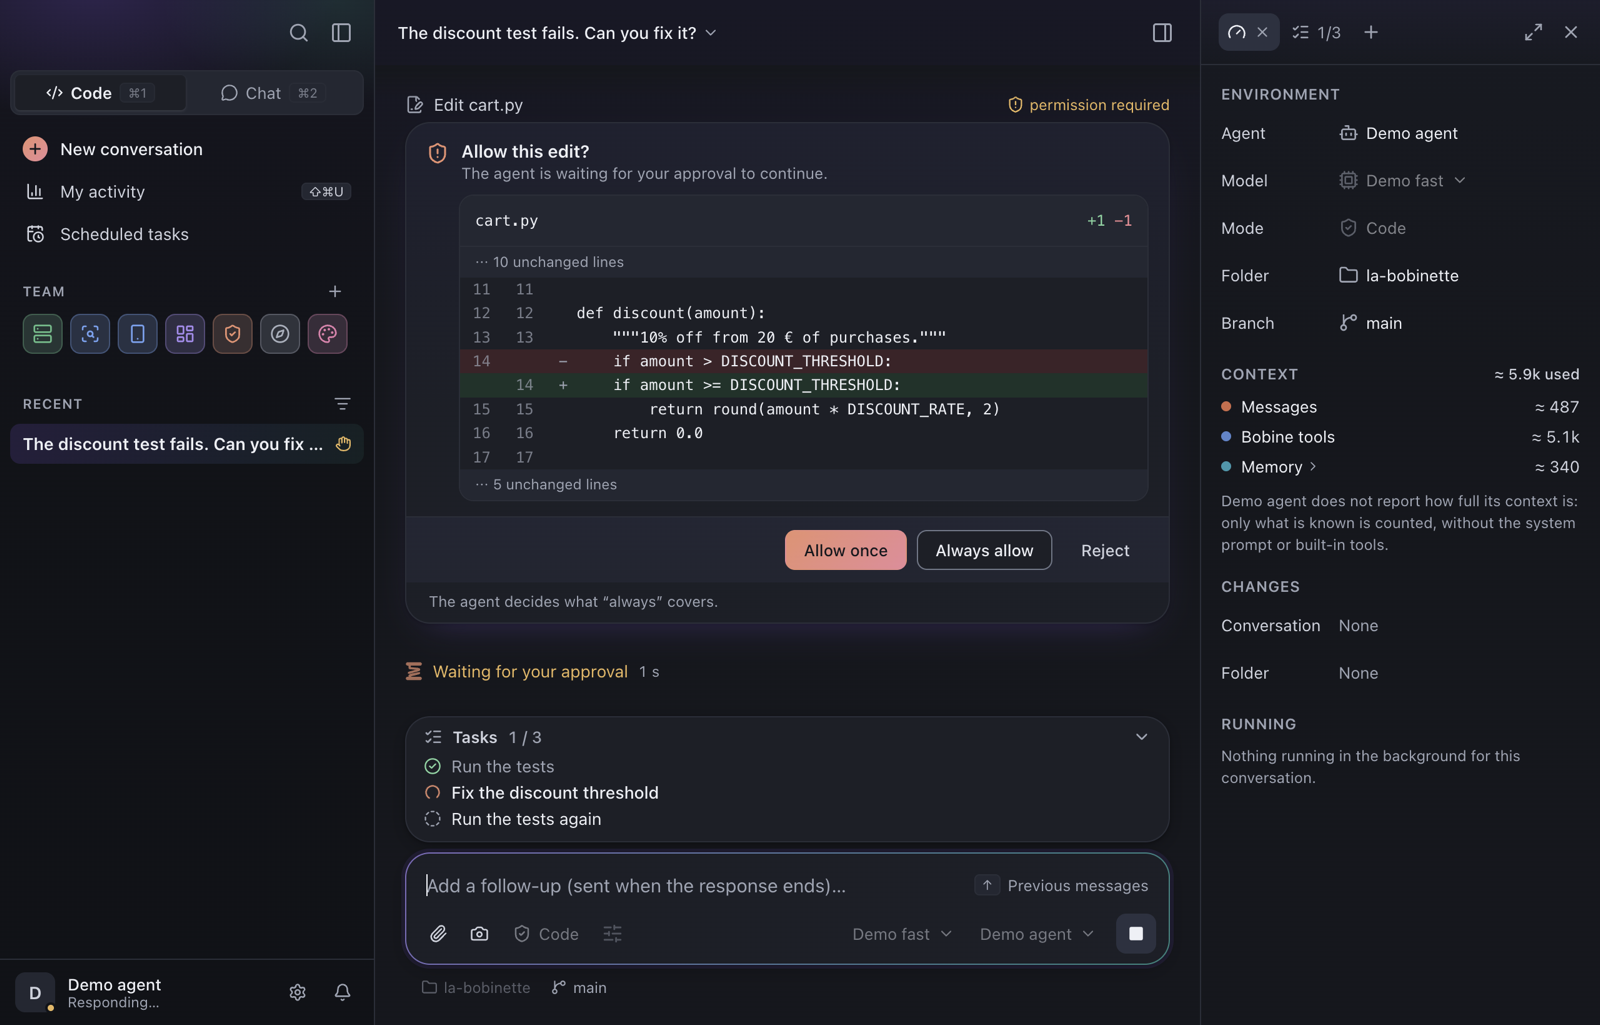 Code ⌘1
Chat ⌘2
New conversation
My activity ⇧⌘U
Scheduled tasks
TEAM
RECENT
The discount test fails. Can you fix ...
D
Demo agent
Responding...
The discount test fails. Can you fix it?
Edit cart.py
permission required
Allow this edit?
The agent is waiting for your approval to continue.
cart.py +1 −1
··· 10 unchanged lines
11 11
12 12 def discount(amount):
13 13 """10% off from 20 € of purchases."""
14 − if amount > DISCOUNT_THRESHOLD:
14 + if amount >= DISCOUNT_THRESHOLD:
15 15 return round(amount * DISCOUNT_RATE, 2)
16 16 return 0.0
17 17
··· 5 unchanged lines
Allow once
Always allow
Reject
The agent decides what “always” covers.
Waiting for your approval 1 s
Tasks 1 / 3
Run the tests
Fix the discount threshold
Run the tests again
Add a follow-up (sent when the response ends)...
↑ Previous messages
Code
Demo fast
Demo agent
la-bobinette
main
1/3
ENVIRONMENT
Agent Demo agent
Model Demo fast
Mode Code
Folder la-bobinette
Branch main
CONTEXT ≈ 5.9k used
Messages ≈ 487
Bobine tools ≈ 5.1k
Memory ≈ 340
Demo agent does not report how full its context is:
only what is known is counted, without the system
prompt or built-in tools.
CHANGES
Conversation None
Folder None
RUNNING
Nothing running in the background for this
conversation.